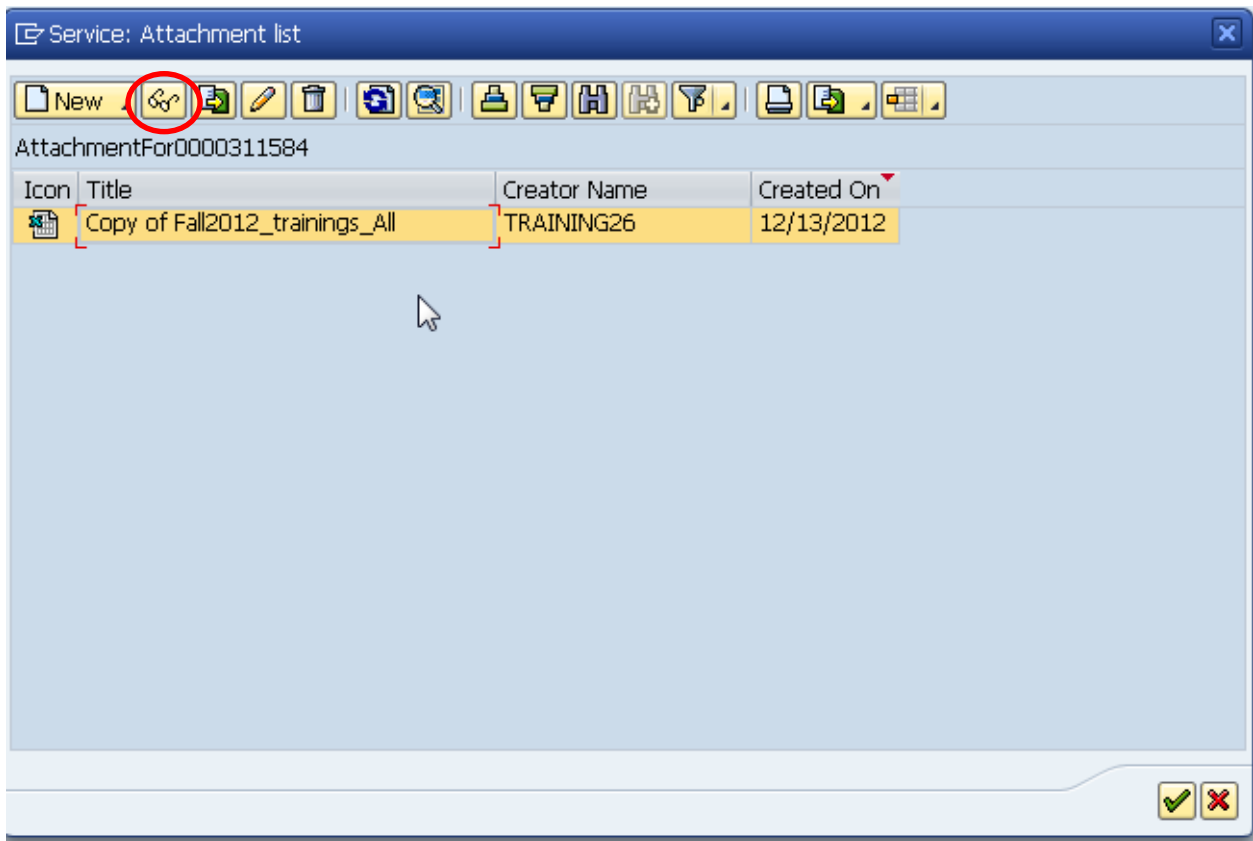 Service: Attachment list
New
AttachmentFor0000311584
Icon Title Creator Name Created On
Copy of Fall2012_trainings_All TRAINING26 12/13/2012